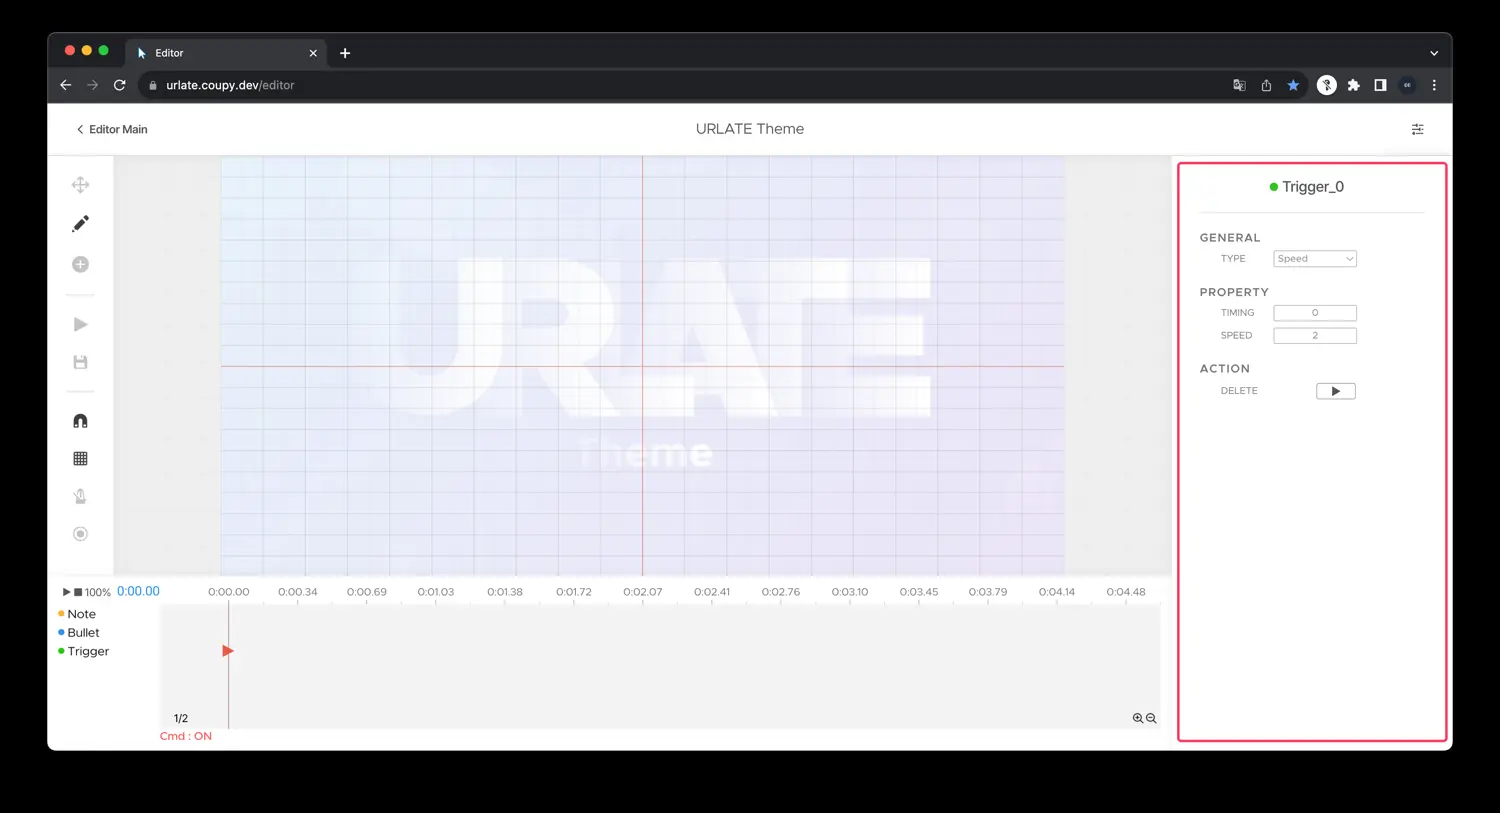 Editor
urlate.coupy.dev/editor
Editor Main
URLATE Theme
Trigger_0
GENERAL
TYPE Speed
PROPERTY
TIMING 0
SPEED 2
ACTION
DELETE
URLATE
Theme
100% 0:00.00 0:00.00 0:00.34 0:00.69 0:01.03 0:01.38 0:01.72 0:02.07 0:02.41 0:02.76 0:03.10 0:03.45 0:03.79 0:04.14 0:04.48
Note
Bullet
Trigger
1/2
Cmd : ON